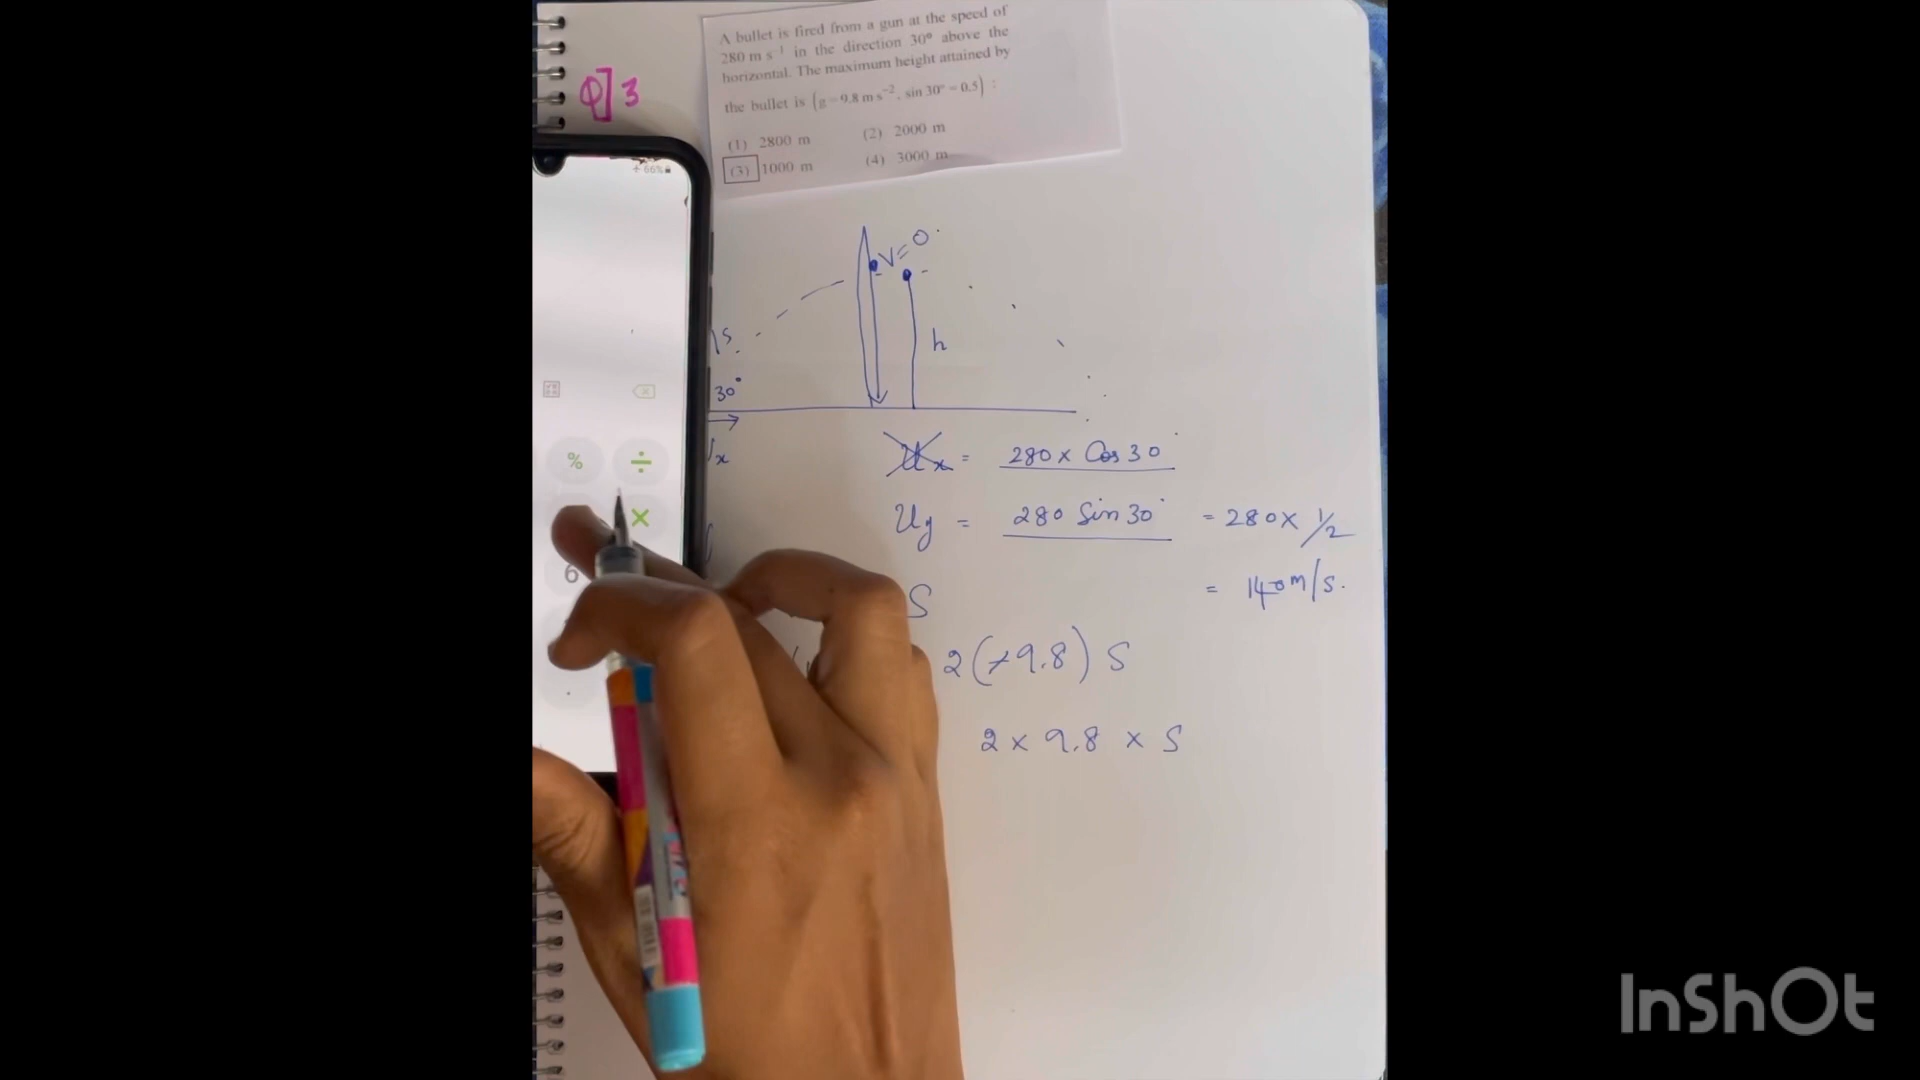 Q] 3
A bullet is fired from a gun at the speed of
280 m s⁻¹ in the direction 30° above the
horizontal. The maximum height attained by
the bullet is (g = 9.8 m s⁻², sin 30° = 0.5) :
(1) 2800 m (2) 2000 m
(3) 1000 m (4) 3000 m
66%
V = 0
h
30°
x
Ux = 280 x Cos 30°
Uy = 280 Sin 30° = 280 x 1/2
= 140 m/s.
S
2 (-9.8) S
2 x 9.8 x S
% ÷
×
6
InShOt